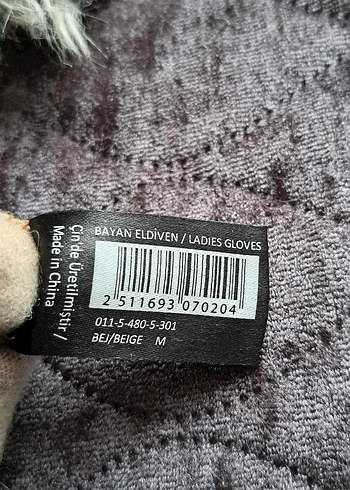 BAYAN ELDİVEN / LADIES GLOVES
2 511693 070204
011-5-480-5-301
BEJ/BEIGE M
Çin'de Üretilmiştir /
Made in China